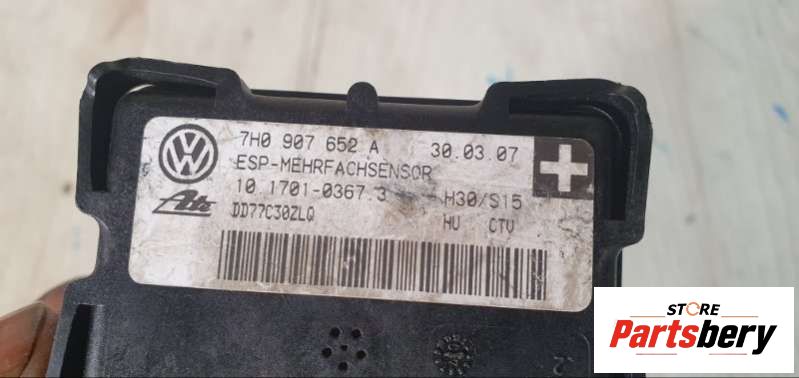 7H0 907 652 A 30.03.07
ESP-MEHRFACHSENSOR
10.1701-0367.3 H30/S15
Ate DD77C30ZLQ HU CTV
STORE
Partsbery